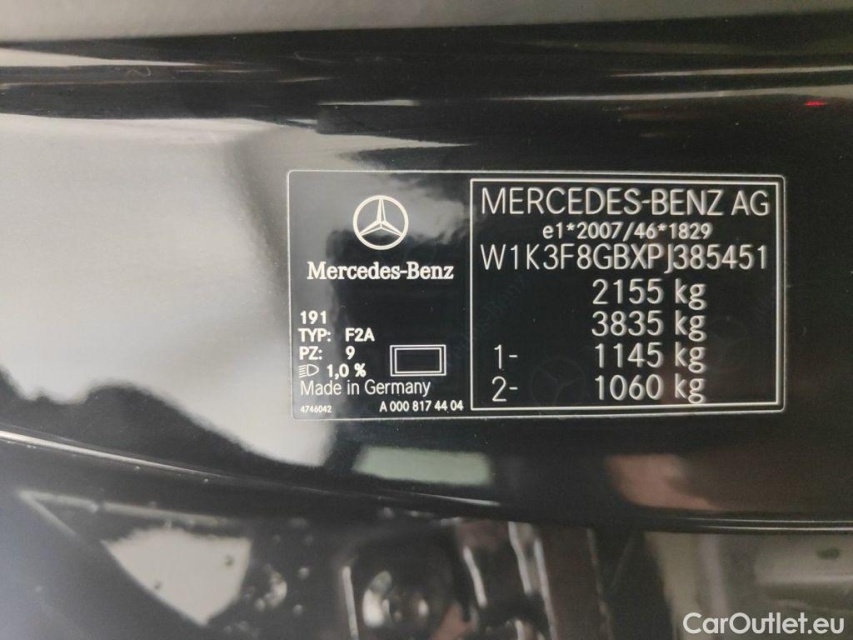 Mercedes-Benz
191
TYP: F2A
PZ: 9
1,0 %
Made in Germany
4746042 A 000 817 44 04
MERCEDES-BENZ AG
e1*2007/46*1829
W1K3F8GBXPJ385451
2155 kg
3835 kg
1- 1145 kg
2- 1060 kg
CarOutlet.eu